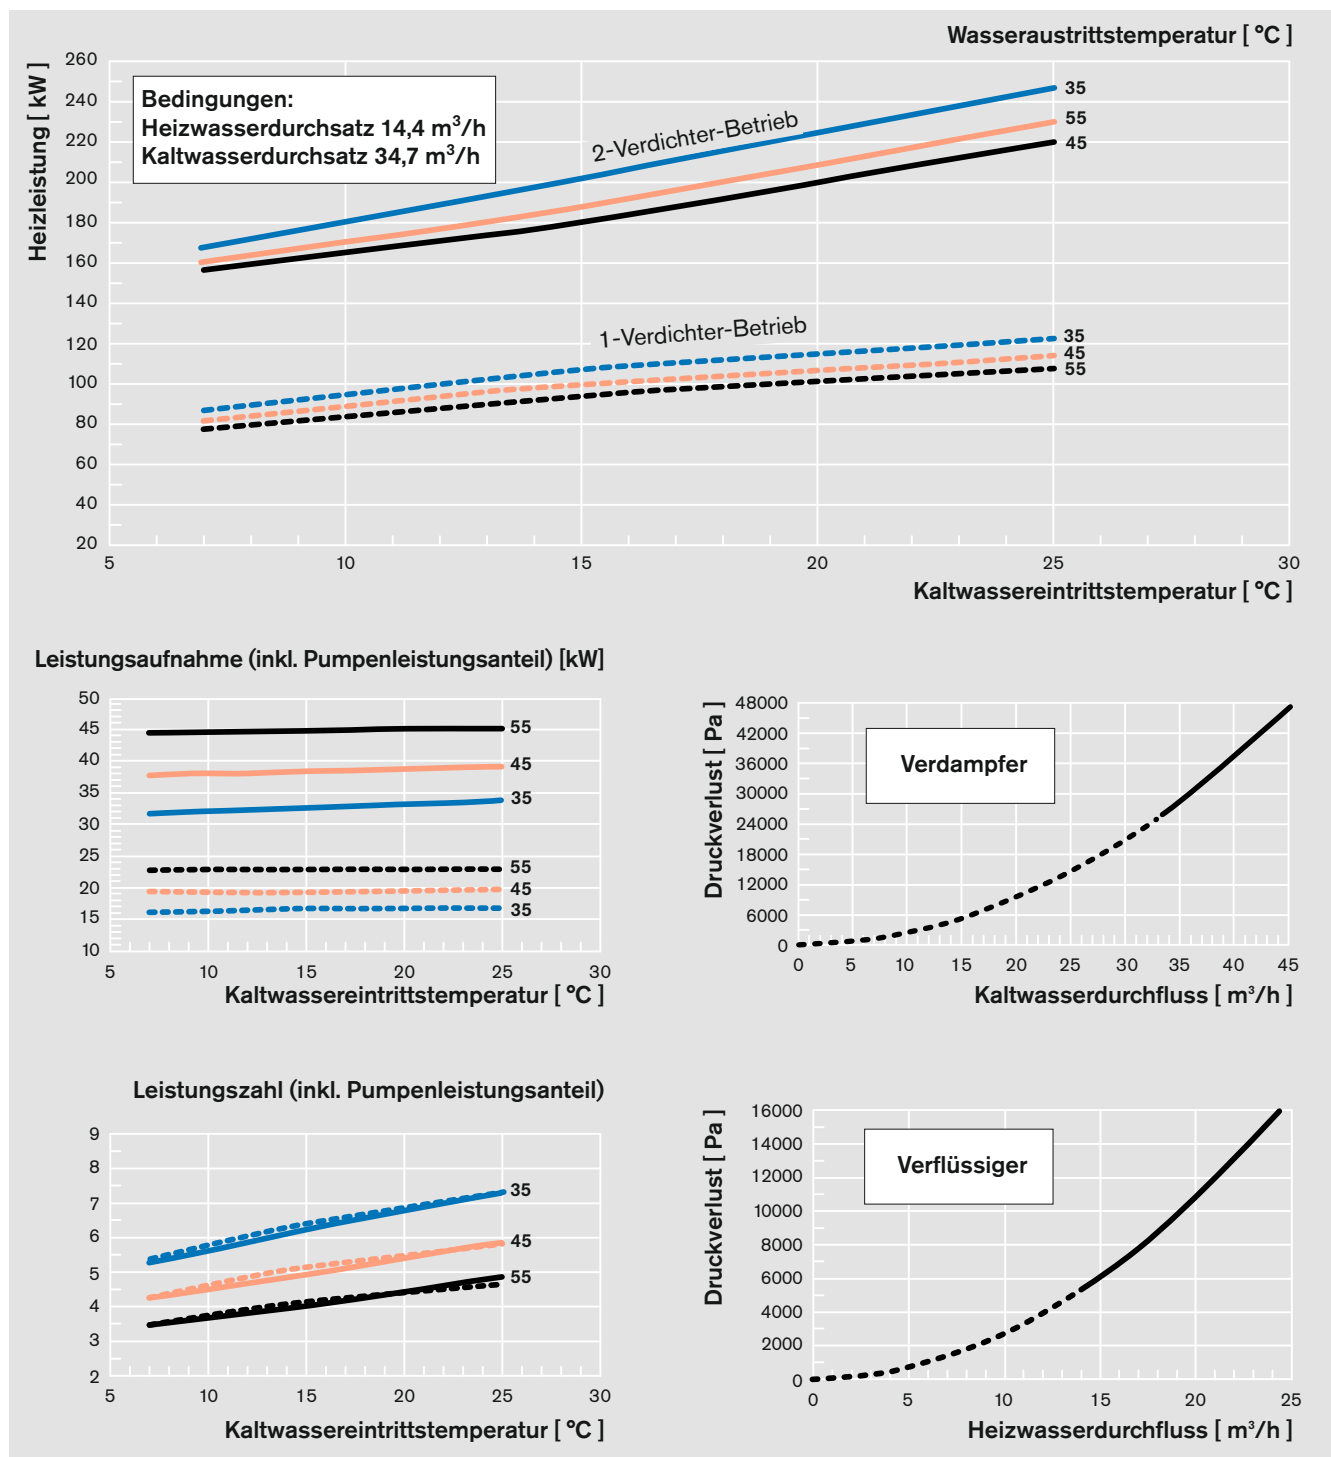 Wasseraustrittstemperatur [ °C ]
Heizleistung [ kW ]
260
240
220
200
180
160
140
120
100
80
60
40
20
Bedingungen:
Heizwasserdurchsatz 14,4 m³/h
Kaltwasserdurchsatz 34,7 m³/h
2-Verdichter-Betrieb
35
55
45
1-Verdichter-Betrieb
35
45
55
5 10 15 20 25 30
Kaltwassereintrittstemperatur [ °C ]
Leistungsaufnahme (inkl. Pumpenleistungsanteil) [kW]
50
45
40
35
30
25
20
15
10
55
45
35
55
45
35
5 10 15 20 25 30
Kaltwassereintrittstemperatur [ °C ]
Druckverlust [ Pa ]
48000
42000
36000
30000
24000
18000
12000
6000
0
Verdampfer
0 5 10 15 20 25 30 35 40 45
Kaltwasserdurchfluss [ m³/h ]
Leistungszahl (inkl. Pumpenleistungsanteil)
9
8
7
6
5
4
3
2
35
45
55
5 10 15 20 25 30
Kaltwassereintrittstemperatur [ °C ]
Druckverlust [ Pa ]
16000
14000
12000
10000
8000
6000
4000
2000
0
Verflüssiger
0 5 10 15 20 25
Heizwasserdurchfluss [ m³/h ]